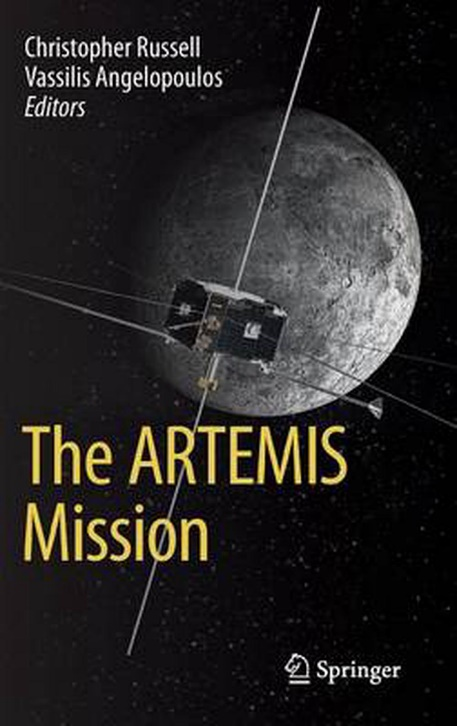 Christopher Russell
Vassilis Angelopoulos
Editors
The ARTEMIS
Mission
Springer